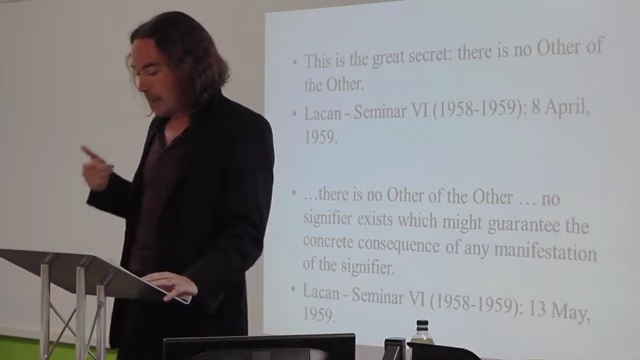 This is the great secret: there is no Other of
the Other.
Lacan - Seminar VI (1958-1959): 8 April,
1959.
…there is no Other of the Other … no
signifier exists which might guarantee the
concrete consequence of any manifestation
of the signifier.
Lacan - Seminar VI (1958-1959): 13 May,
1959.